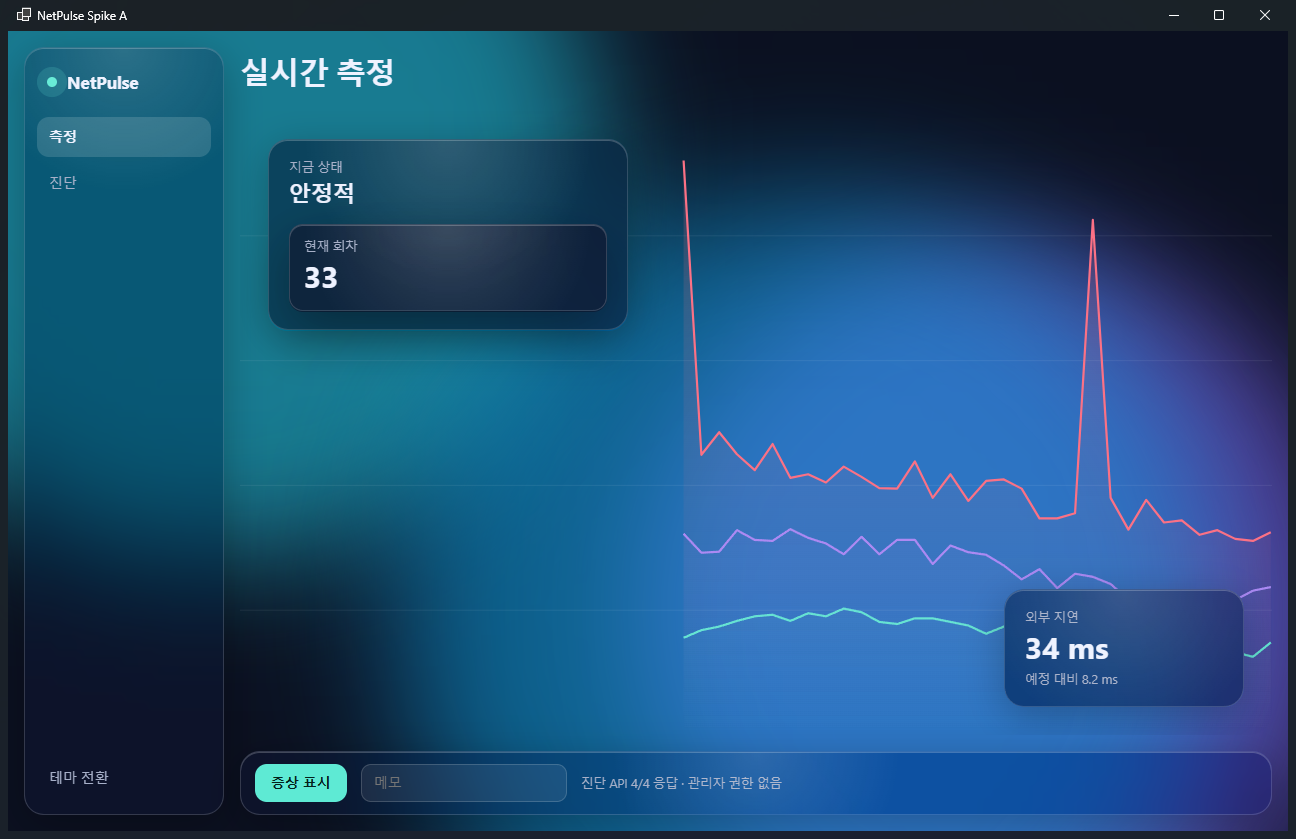 NetPulse Spike A
NetPulse
측정
진단
테마 전환
실시간 측정
지금 상태
안정적
현재 회차
33
외부 지연
34 ms
예정 대비 8.2 ms
증상 표시
메모
진단 API 4/4 응답 · 관리자 권한 없음